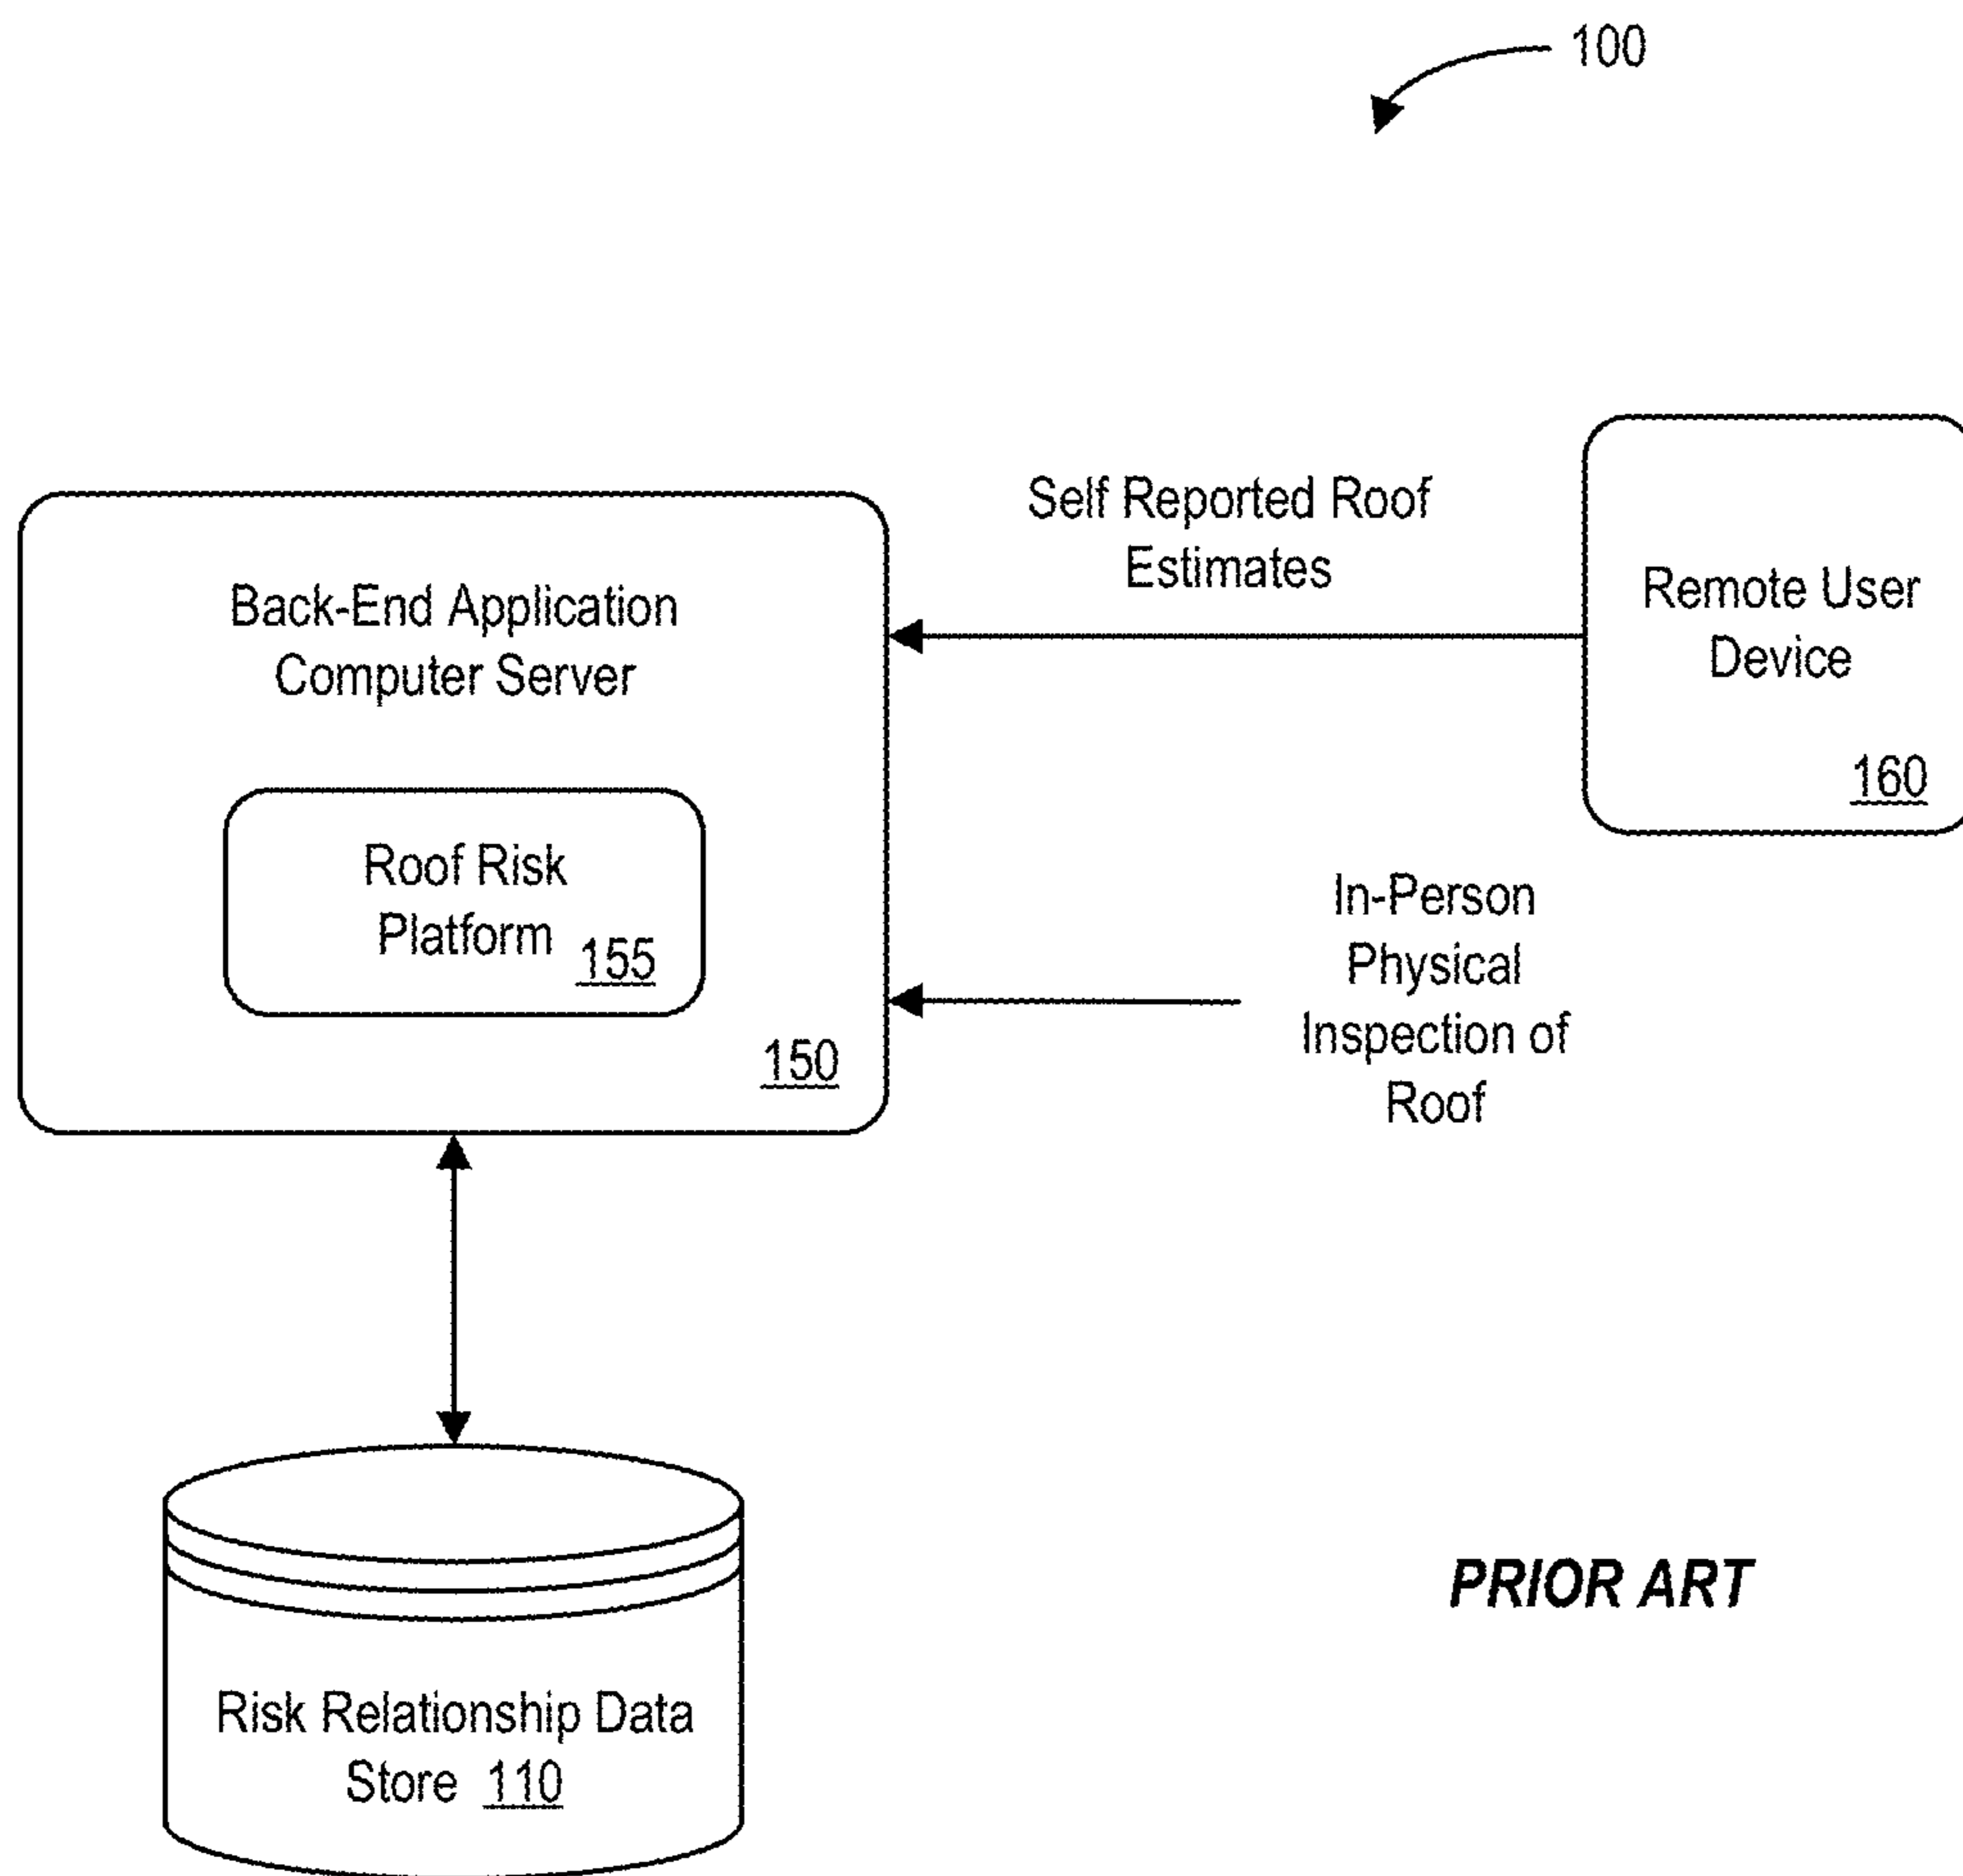 100
Self Reported Roof
Estimates
Remote User
Device
160
Back-End Application
Computer Server
Roof Risk
Platform 155
150
In-Person
Physical
Inspection of
Roof
Risk Relationship Data
Store 110
PRIOR ART